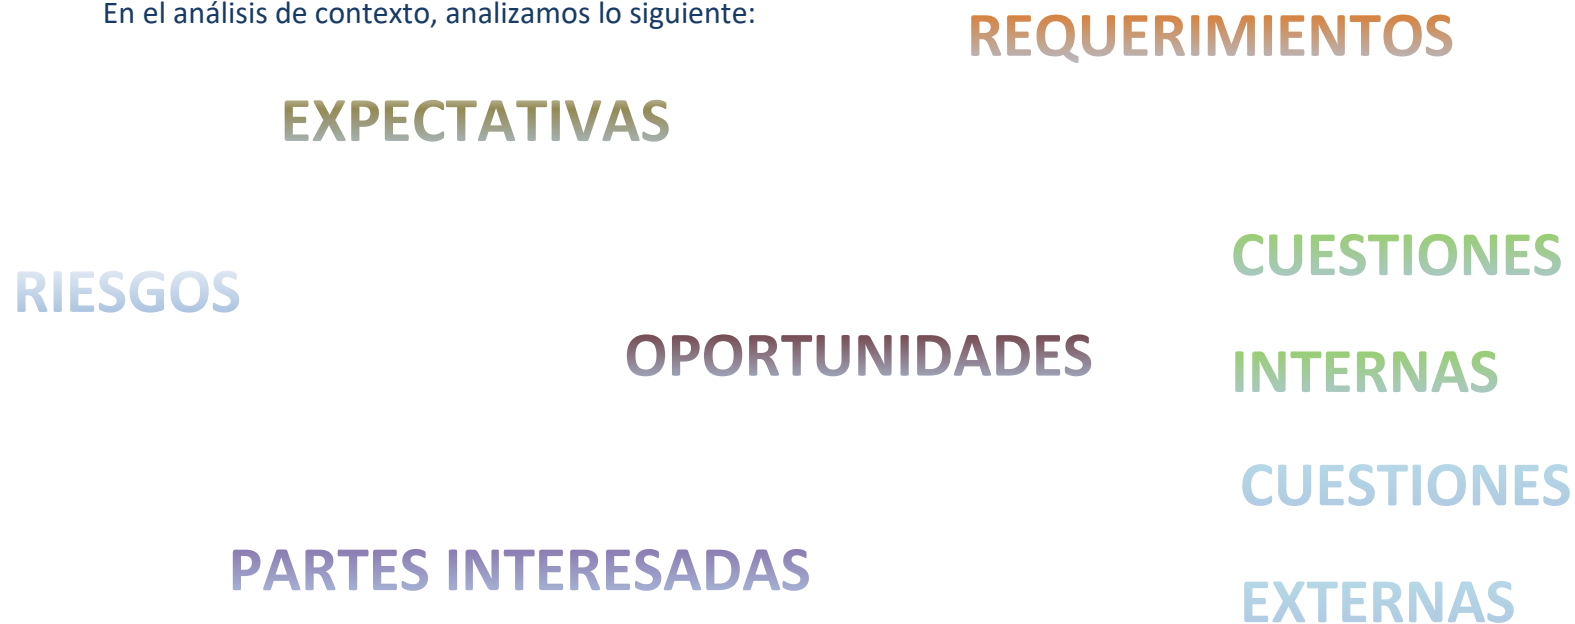 En el análisis de contexto, analizamos lo siguiente:
REQUERIMIENTOS
EXPECTATIVAS
CUESTIONES
INTERNAS
RIESGOS
OPORTUNIDADES
CUESTIONES
EXTERNAS
PARTES INTERESADAS